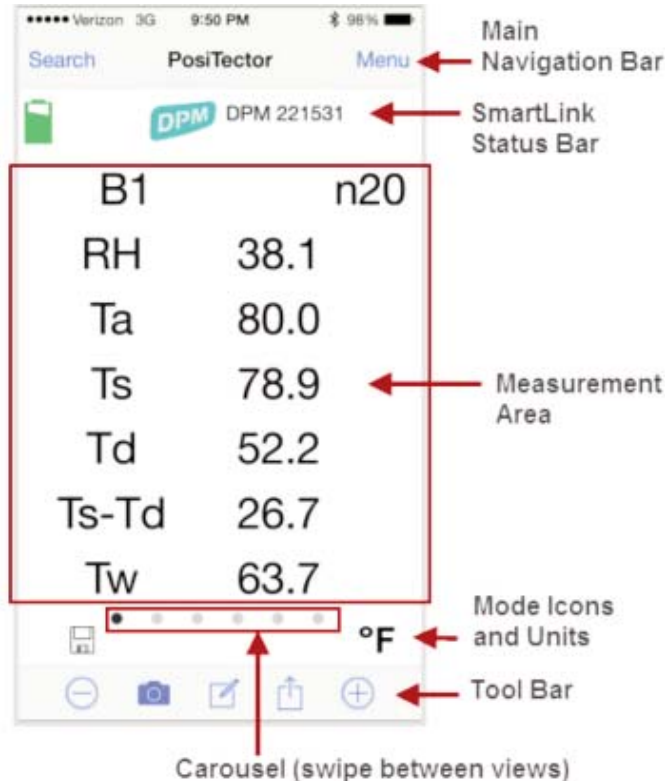 Verizon 3G 9:50 PM 98%
Search PosiTector Menu
Main
Navigation Bar
DPM DPM 221531
SmartLink
Status Bar
B1 n20
RH 38.1
Ta 80.0
Ts 78.9
Measurement
Area
Td 52.2
Ts-Td 26.7
Tw 63.7
Mode Icons
and Units
°F
Tool Bar
Carousel (swipe between views)